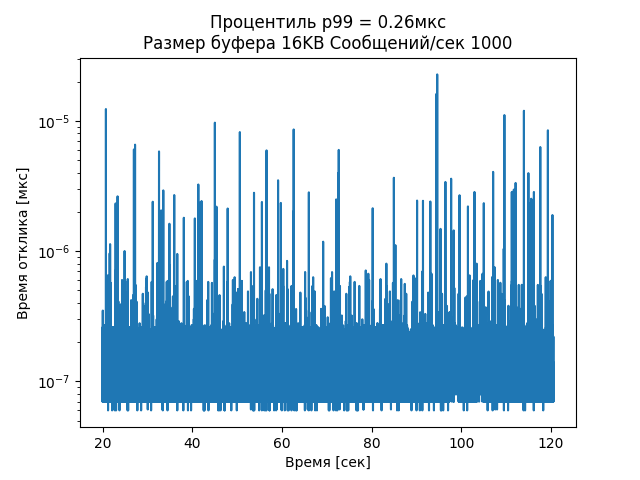 Процентиль p99 = 0.26мкс
Размер буфера 16KB Сообщений/сек 1000
Время отклика [мкс]
10⁻⁵
10⁻⁶
10⁻⁷
20 40 60 80 100 120
Время [сек]